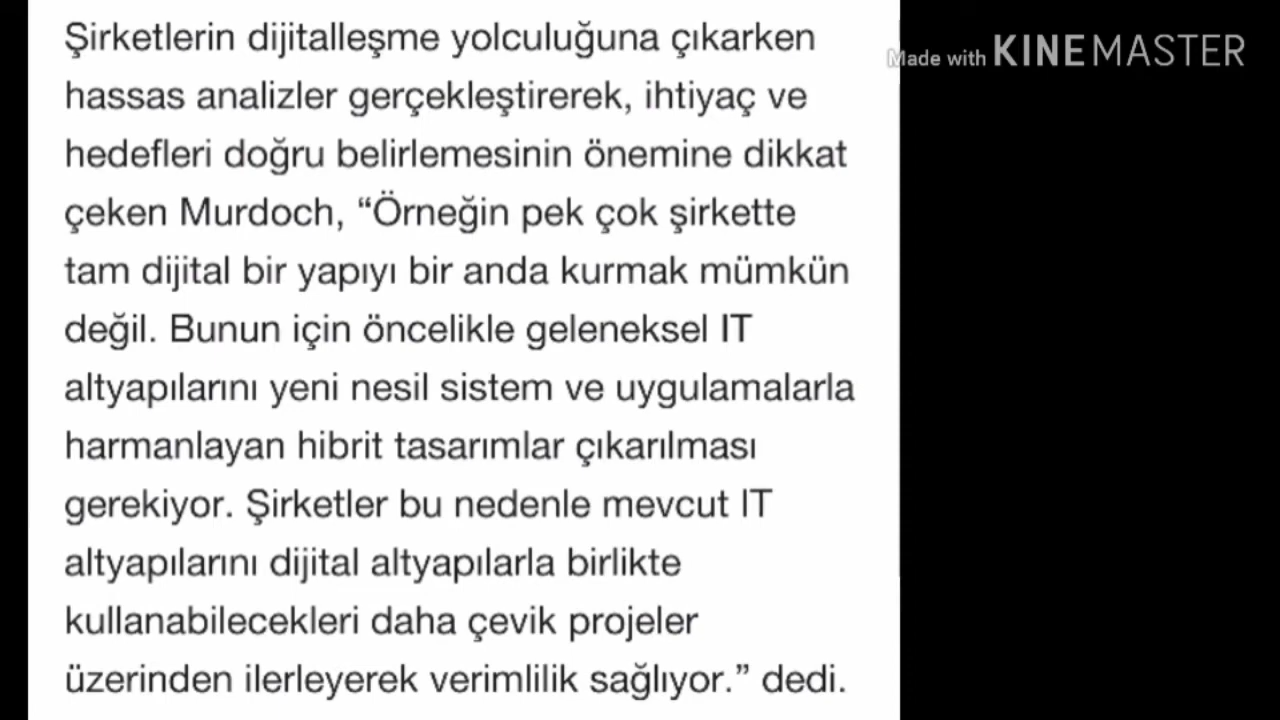 Şirketlerin dijitalleşme yolculuğuna çıkarken
Made with KINEMASTER
hassas analizler gerçekleştirerek, ihtiyaç ve
hedefleri doğru belirlemesinin önemine dikkat
çeken Murdoch, “Örneğin pek çok şirkette
tam dijital bir yapıyı bir anda kurmak mümkün
değil. Bunun için öncelikle geleneksel IT
altyapılarını yeni nesil sistem ve uygulamalarla
harmanlayan hibrit tasarımlar çıkarılması
gerekiyor. Şirketler bu nedenle mevcut IT
altyapılarını dijital altyapılarla birlikte
kullanabilecekleri daha çevik projeler
üzerinden ilerleyerek verimlilik sağlıyor.” dedi.